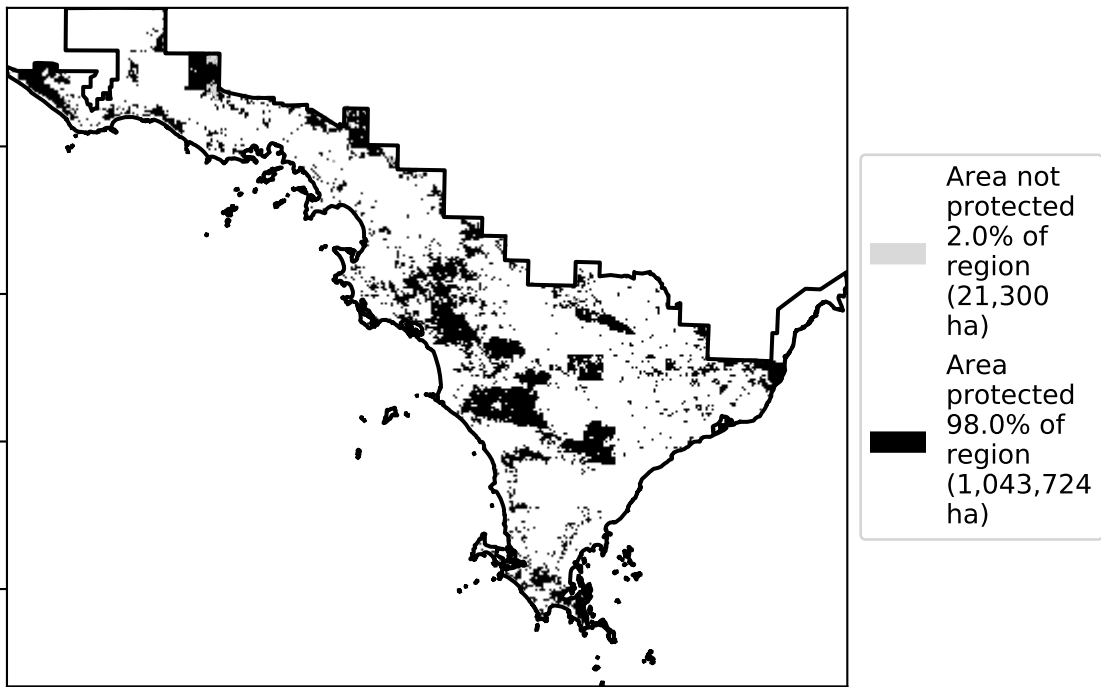 Area not
protected
2.0% of
region
(21,300
ha)
Area
protected
98.0% of
region
(1,043,724
ha)